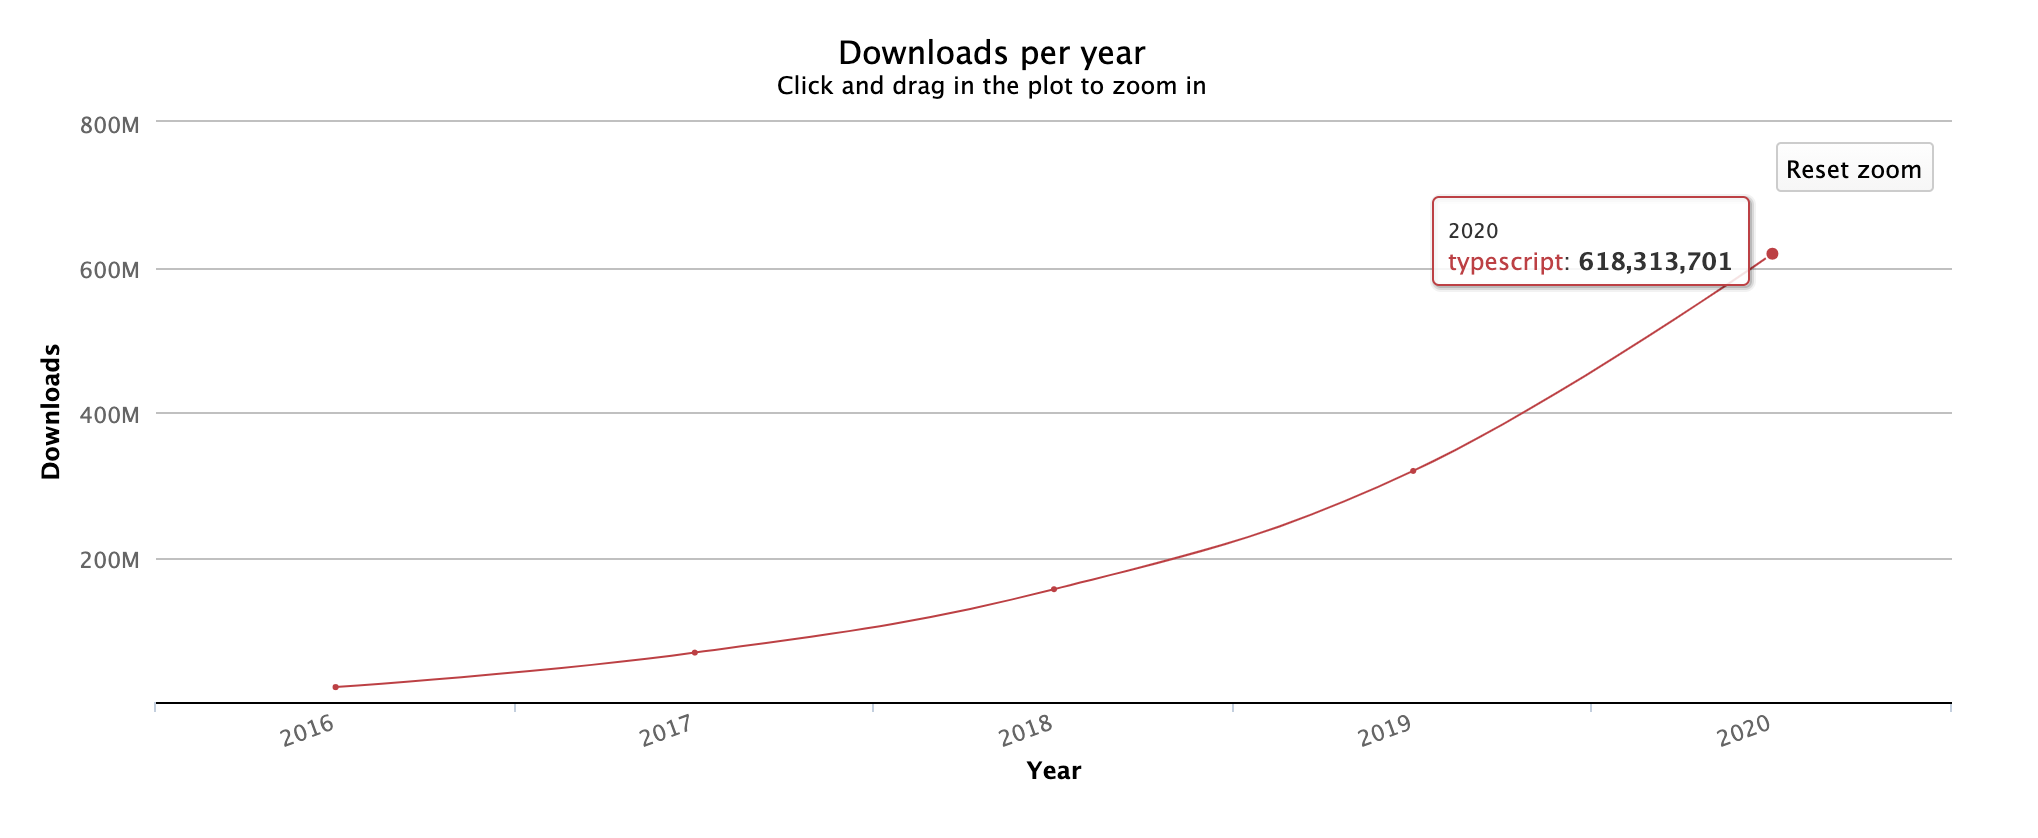 Downloads per year
Click and drag in the plot to zoom in
800M
Reset zoom
2020
typescript: 618,313,701
600M
Downloads
400M
200M
2016
2017
2018
2019
2020
Year